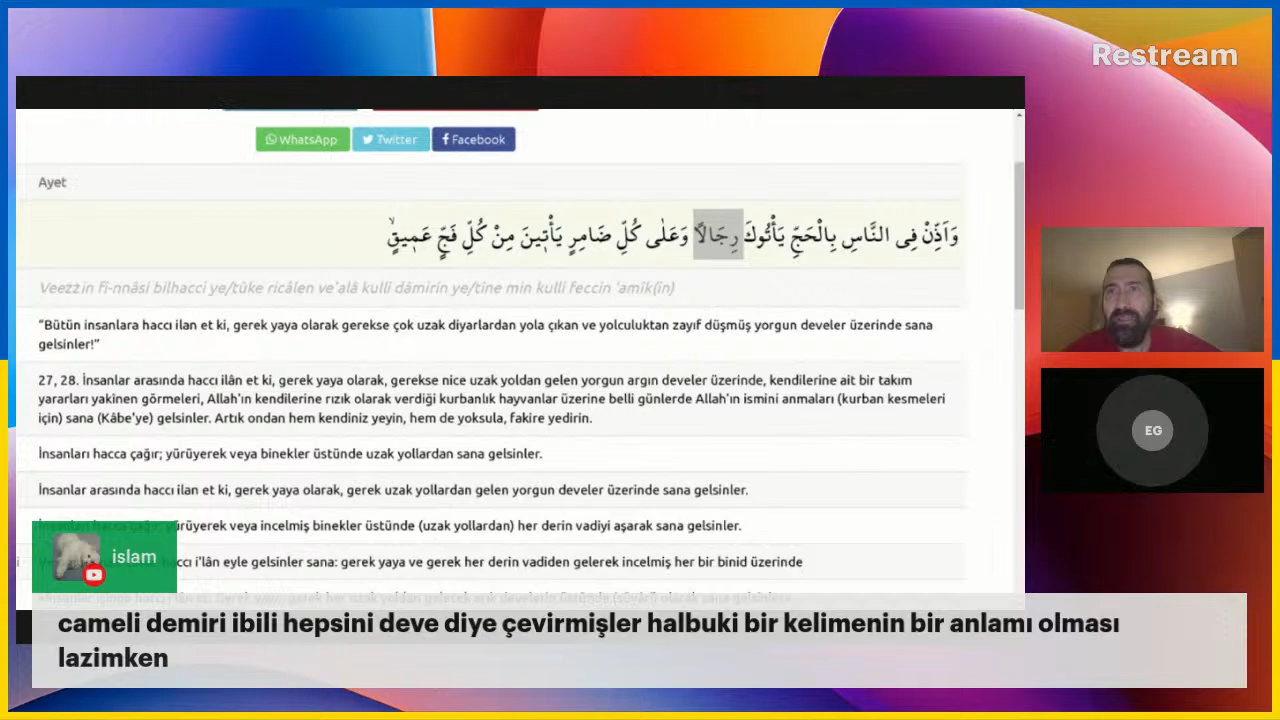 Restream
WhatsApp Twitter Facebook
Ayet
وَاَذِّنْ فِى النَّاسِ بِالْحَجِّ يَأْتُوكَ رِجَالًا وَعَلٰى كُلِّ ضَامِرٍ يَأْت۪ينَ مِنْ كُلِّ فَجٍّ عَم۪يقٍۙ
Veezzin fî-nnâsi bilhacci ye/tûke ricâlen ve'alâ kulli dâmirin ye/tîne min kulli feccin 'amîk(in)
“Bütün insanlara haccı ilan et ki, gerek yaya olarak gerekse çok uzak diyarlardan yola çıkan ve yolculuktan zayıf düşmüş yorgun develer üzerinde sana
gelsinler!”
27, 28. İnsanlar arasında haccı ilân et ki, gerek yaya olarak, gerekse nice uzak yoldan gelen yorgun argın develer üzerinde, kendilerine ait bir takım
yararları yakînen görmeleri, Allah'ın kendilerine rızık olarak verdiği kurbanlık hayvanlar üzerine belli günlerde Allah'ın ismini anmaları (kurban kesmeleri
için) sana (Kâbe'ye) gelsinler. Artık ondan hem kendiniz yeyin, hem de yoksula, fakire yedirin.
İnsanları hacca çağır; yürüyerek veya binekler üstünde uzak yollardan sana gelsinler.
İnsanlar arasında haccı ilan et ki, gerek yaya olarak, gerek uzak yollardan gelen yorgun develer üzerinde sana gelsinler.
İnsanları hacca çağır; yürüyerek veya incelmiş binekler üstünde (uzak yollardan) her derin vadiyi aşarak sana gelsinler.
haccı i'lân eyle gelsinler sana: gerek yaya ve gerek her derin vadiden gelerek incelmiş her bir binid üzerinde
islam
cameli demiri ibili hepsini deve diye çevirmişler halbuki bir kelimenin bir anlamı olması
lazimken
EG